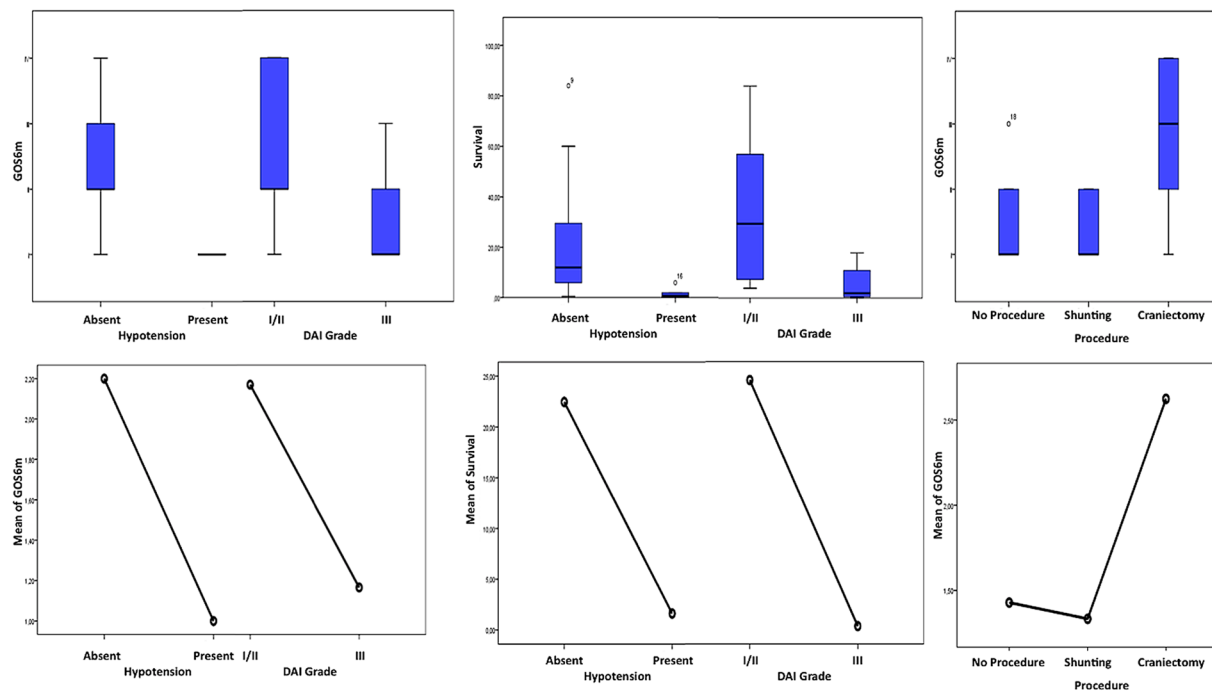 GOS6m
IV
III
II
I
Absent Present I/II III
Hypotension DAI Grade
Survival
100,00
80,00
60,00
40,00
20,00
,00
9
16
Absent Present I/II III
Hypotension DAI Grade
GOS6m
18
No Procedure Shunting Craniectomy
Procedure
Mean of GOS6m
2,20
2,00
1,80
1,60
1,40
1,20
1,00
Absent Present I/II III
Hypotension DAI Grade
Mean of Survival
25,00
20,00
15,00
10,00
5,00
0,00
Absent Present I/II III
Hypotension DAI Grade
Mean of GOS6m
2,50
2,00
1,50
No Procedure Shunting Craniectomy
Procedure